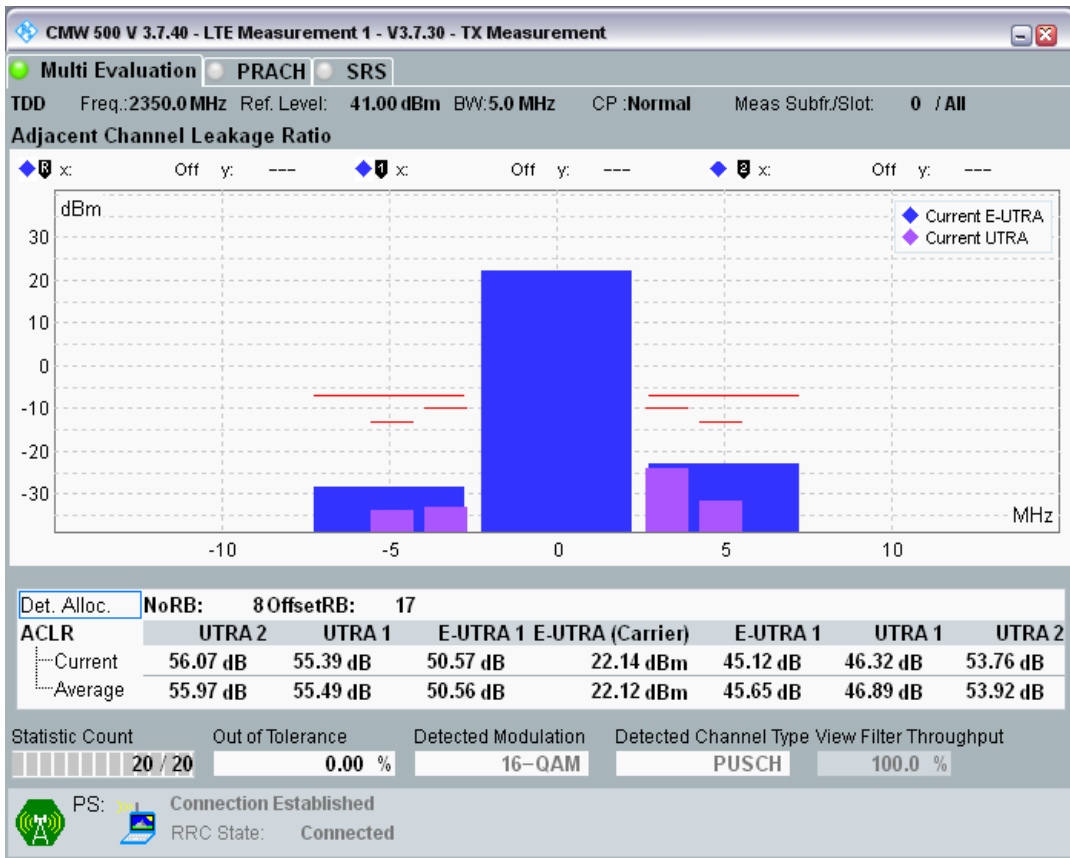 CMW 500 V 3.7.40 - LTE Measurement 1 - V3.7.30 - TX Measurement
Multi Evaluation PRACH SRS
TDD Freq.:2350.0 MHz Ref. Level: 41.00 dBm BW:5.0 MHz CP :Normal Meas Subfr./Slot: 0 / All
Adjacent Channel Leakage Ratio
R x: Off y: --- 1 x: Off y: --- 2 x: Off y: ---
dBm
Current E-UTRA
Current UTRA
30
20
10
0
-10
-20
-30
MHz
-10 -5 0 5 10
Det. Alloc. NoRB: 8 OffsetRB: 17
ACLR UTRA 2 UTRA 1 E-UTRA 1 E-UTRA (Carrier) E-UTRA 1 UTRA 1 UTRA 2
Current 56.07 dB 55.39 dB 50.57 dB 22.14 dBm 45.12 dB 46.32 dB 53.76 dB
Average 55.97 dB 55.49 dB 50.56 dB 22.12 dBm 45.65 dB 46.89 dB 53.92 dB
Statistic Count Out of Tolerance Detected Modulation Detected Channel Type View Filter Throughput
20 / 20 0.00 % 16-QAM PUSCH 100.0 %
PS: Connection Established
RRC State: Connected